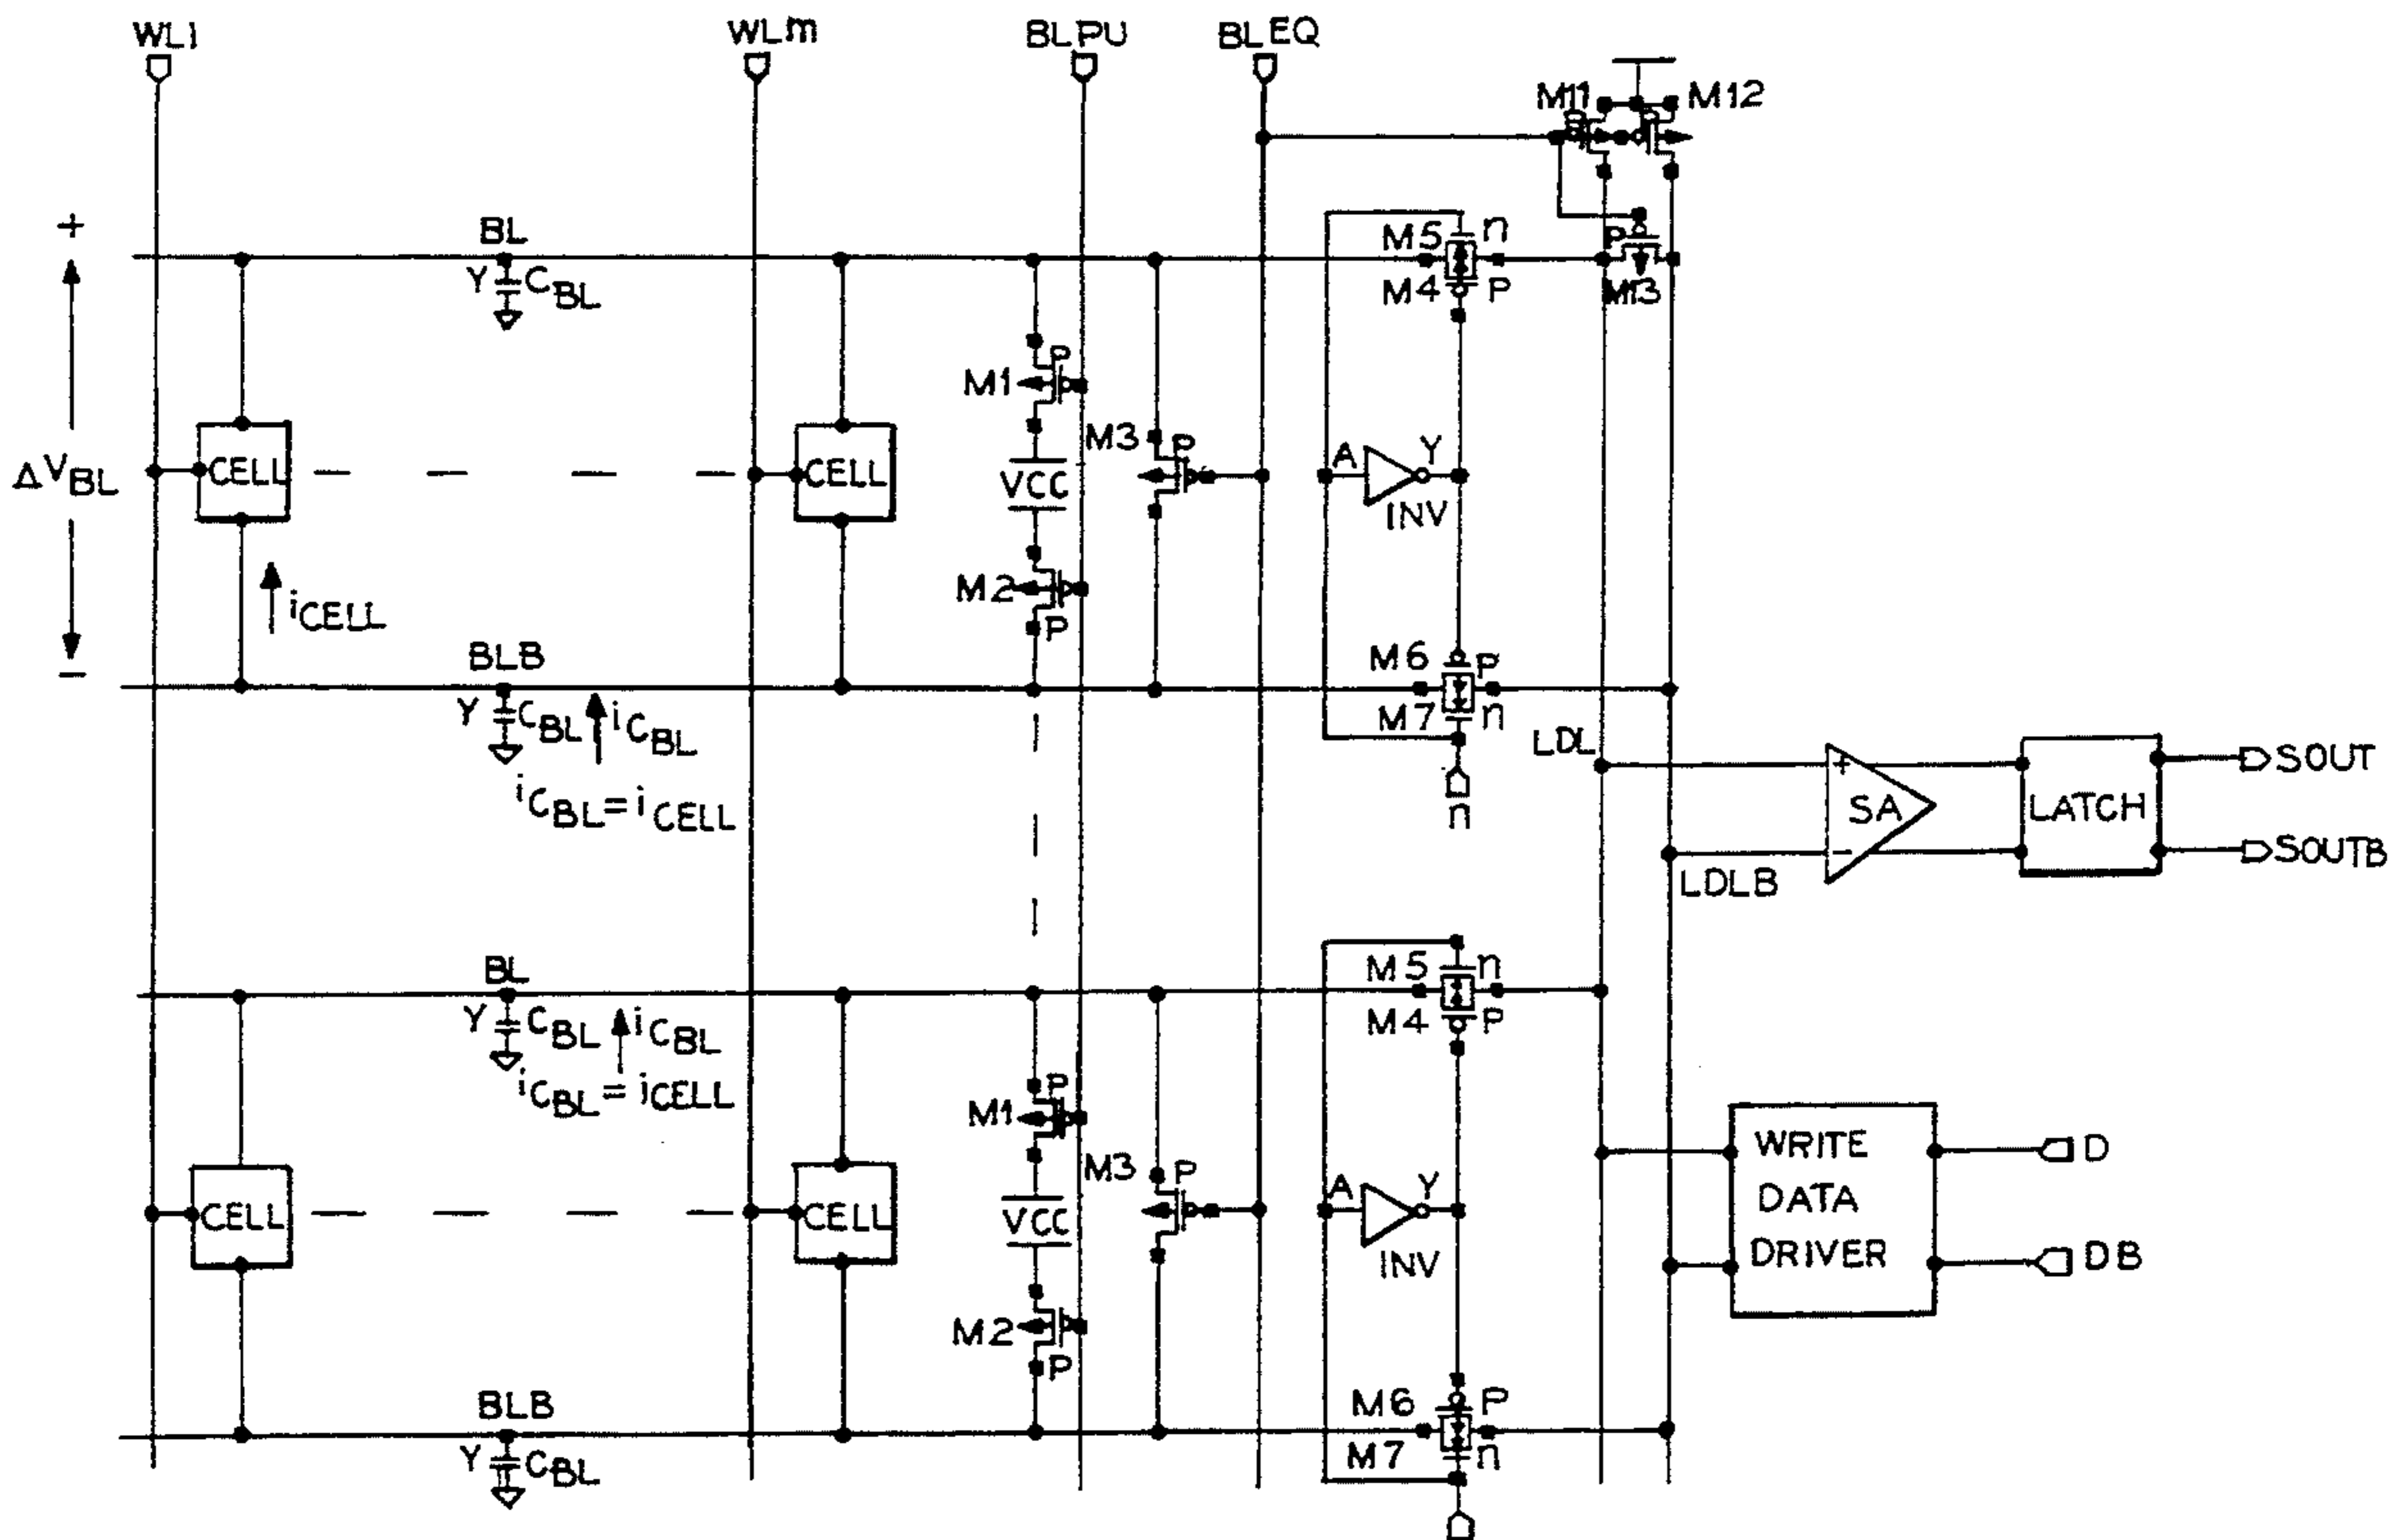 WL1
WLm
BLPU
BLEQ
M11
M12
P
P
+
BL
Y
CBL
M5
n
M4
P
P
M13
M1
P
M3
P
ΔVBL
CELL
CELL
VCC
A
Y
INV
iCELL
M2
P
-
BLB
Y
CBL
iCBL
iCBL=iCELL
M6
P
M7
n
n
LDL
+
SA
-
LDLB
LATCH
SOUT
SOUTB
BL
Y
CBL
iCBL
iCBL=iCELL
M5
n
M4
P
M1
P
M3
P
CELL
CELL
VCC
A
Y
INV
M2
P
WRITE
DATA
DRIVER
D
DB
BLB
Y
CBL
M6
P
M7
n